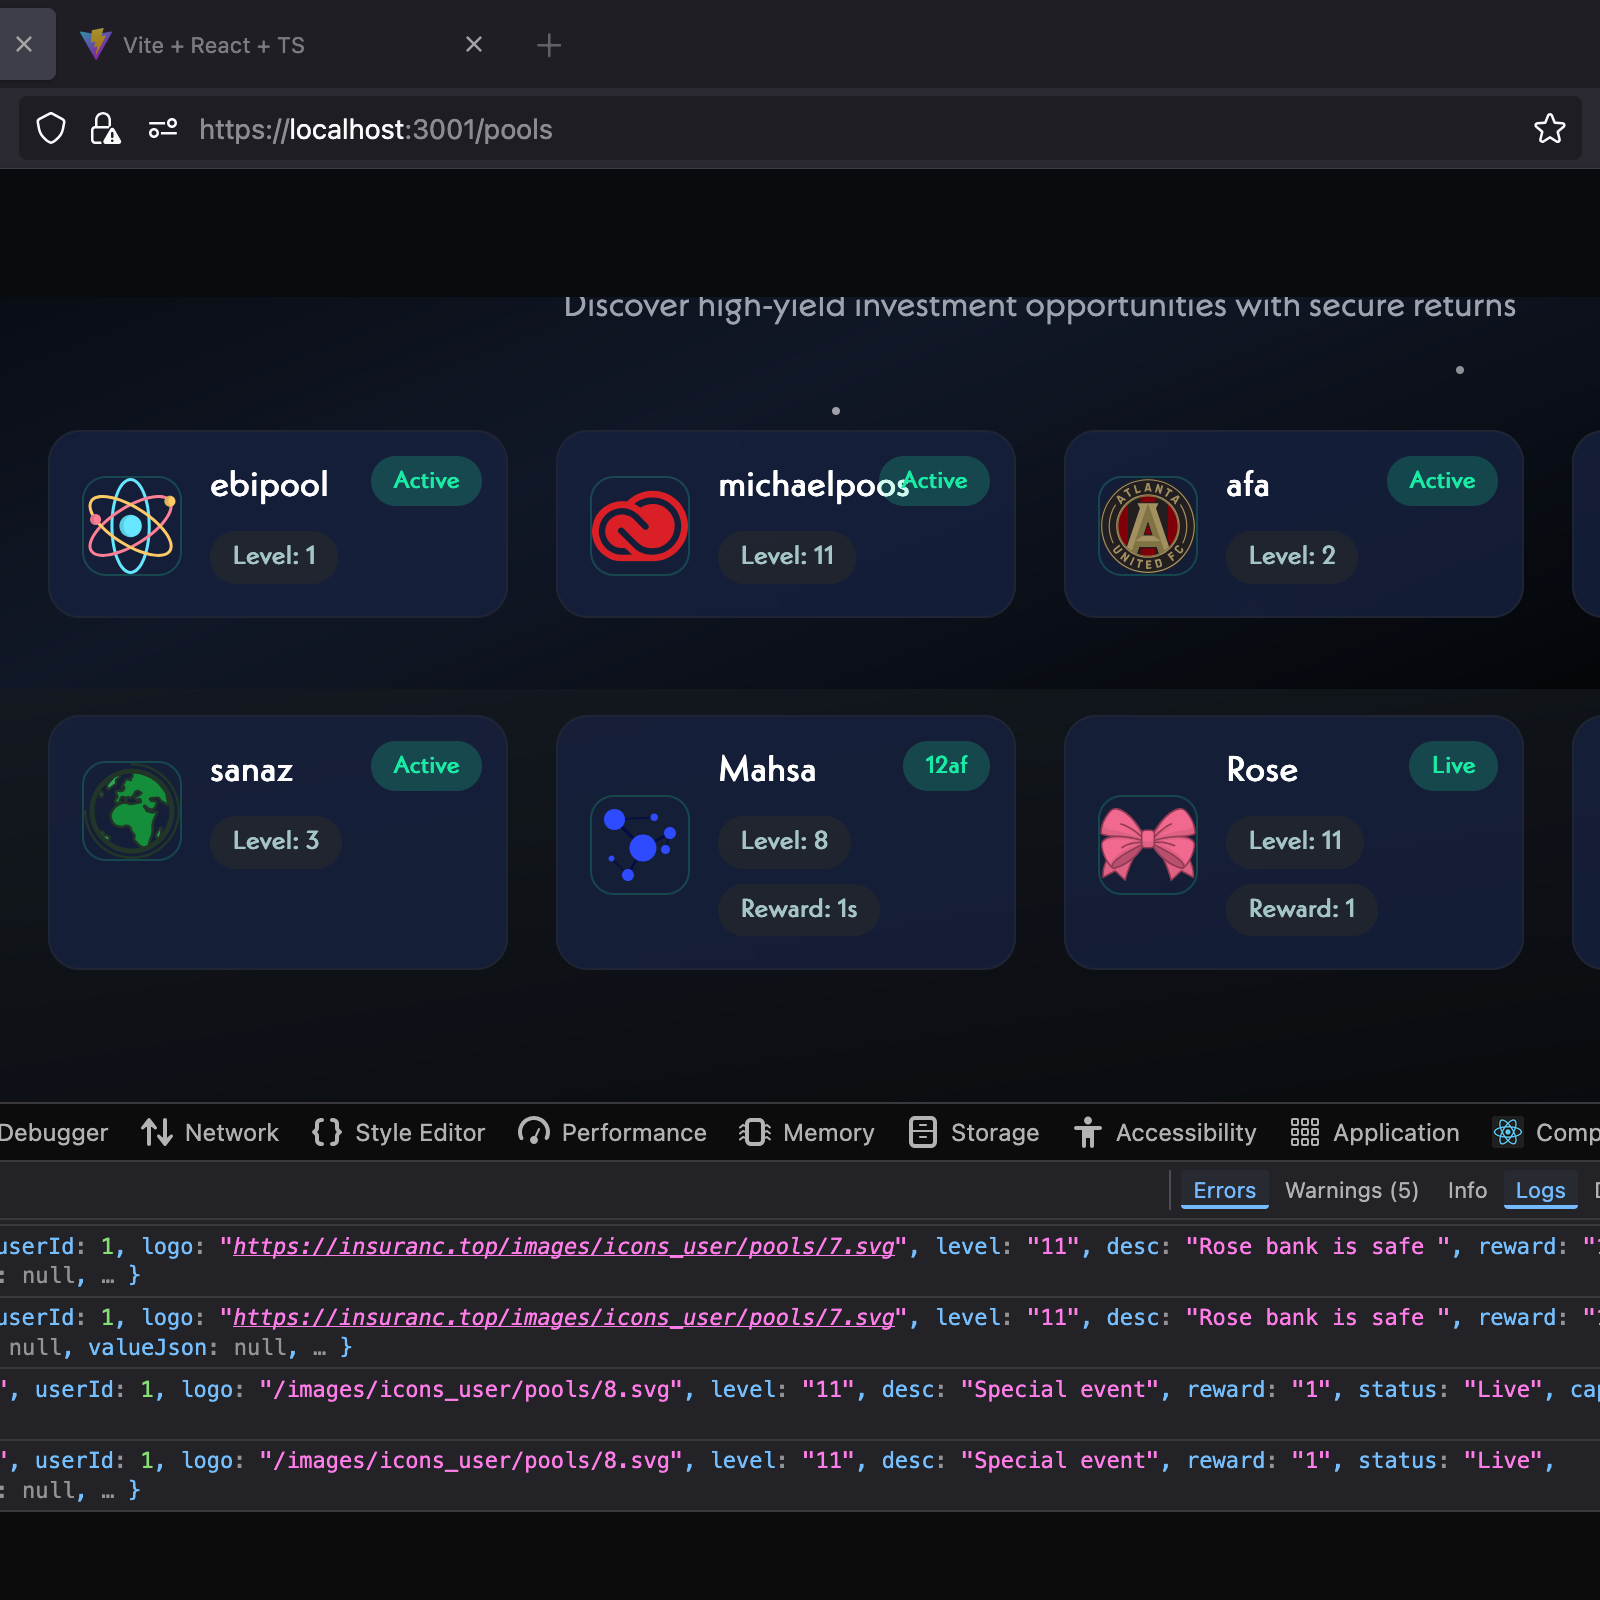 Vite + React + TS
https://localhost:3001/pools
Discover high-yield investment opportunities with secure returns
ebipool Active
Level: 1
michaelpoos Active
Level: 11
afa Active
Level: 2
ATLANTA
UNITED FC
sanaz Active
Level: 3
Mahsa 12af
Level: 8
Reward: 1s
Rose Live
Level: 11
Reward: 1
Debugger Network {} Style Editor Performance Memory Storage Accessibility Application Comp
Errors Warnings (5) Info Logs
userId: 1, logo: "https://insuranc.top/images/icons_user/pools/7.svg", level: "11", desc: "Rose bank is safe ", reward: "
: null, … }
userId: 1, logo: "https://insuranc.top/images/icons_user/pools/7.svg", level: "11", desc: "Rose bank is safe ", reward: "
null, valueJson: null, … }
", userId: 1, logo: "/images/icons_user/pools/8.svg", level: "11", desc: "Special event", reward: "1", status: "Live", cap
", userId: 1, logo: "/images/icons_user/pools/8.svg", level: "11", desc: "Special event", reward: "1", status: "Live",
: null, … }